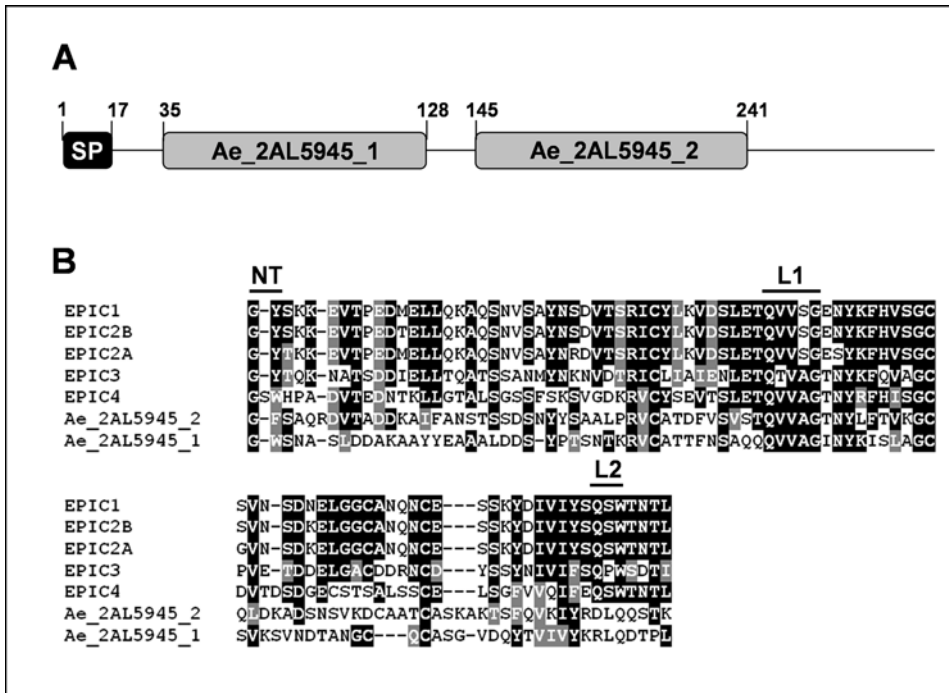 A
1 17 35 128 145 241
SP Ae_2AL5945_1 Ae_2AL5945_2
B
NT L1
EPIC1 G-YSKK-EVTPEDMELLQKAQSNVSAYNSDVTSRICYLKVDSLETQVVSGENYKFHVSGC
EPIC2B G-YSKK-EVTPEDTELLQKAQSNVSAYNSDVTSRICYLKVDSLETQVVSGENYKFHVSGC
EPIC2A G-YTKK-EVTPEDMELLQKAQSNVSAYNRDVTSRICYLKVDSLETQVVSGESYKFHVSGC
EPIC3 G-YTQK-NATSDDIELLTQATSSANMYNKNVDTRICLIAIENLETQTVAGTNYKFQVAGC
EPIC4 GSWHPA-DVTEDNTKLLGTALSGSSFSKSVGDKRVCYSEVTSLETQVVAGTNYRFHISGC
Ae_2AL5945_2 G-FSAQRDVTADDKAIFANSTSSDSNYYSAALPRVCATDFVSVSTQVVAGTNYLFTVKGC
Ae_2AL5945_1 G-WSNA-SLDDAKAAYYEAAALDDS-YPTSNTKRVCATTFNSAQQQVVAGINYKISLAGC
L2
EPIC1 SVN-SDNELGGCANQNCE---SSKYDIVIYSQSWTNTL
EPIC2B SVN-SDKELGGCANQNCE---SSKYDIVIYSQSWTNTL
EPIC2A GVN-SDKELGGCANQNCE---SSKYDIVIYSQSWTNTL
EPIC3 PVE-TDDELGACDDRNCD---YSSYNIVIFSQPWSDTI
EPIC4 DVTDSDGECSTSALSSCE---LSGFVVQIFEQSWTNTL
Ae_2AL5945_2 QLDKADSNSVKDCAATCASKAKTSFQVKIYRDLQQSTK
Ae_2AL5945_1 SVKSVNDTANGC---QCASG-VDQYTVIVYKRLQDTPL